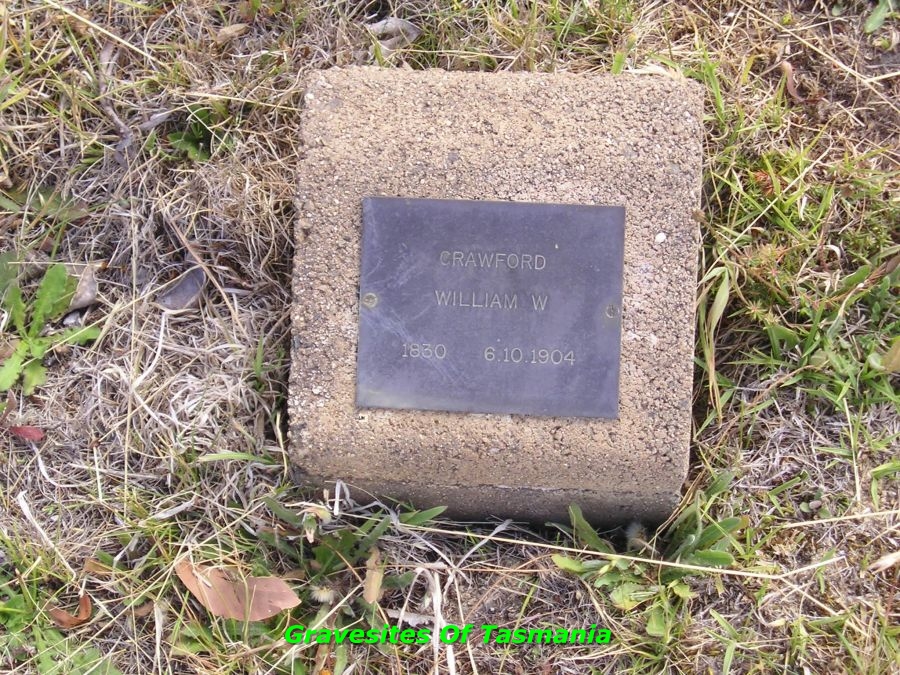 CRAWFORD
WILLIAM W
1830 6.10.1904
Gravesites Of Tasmania